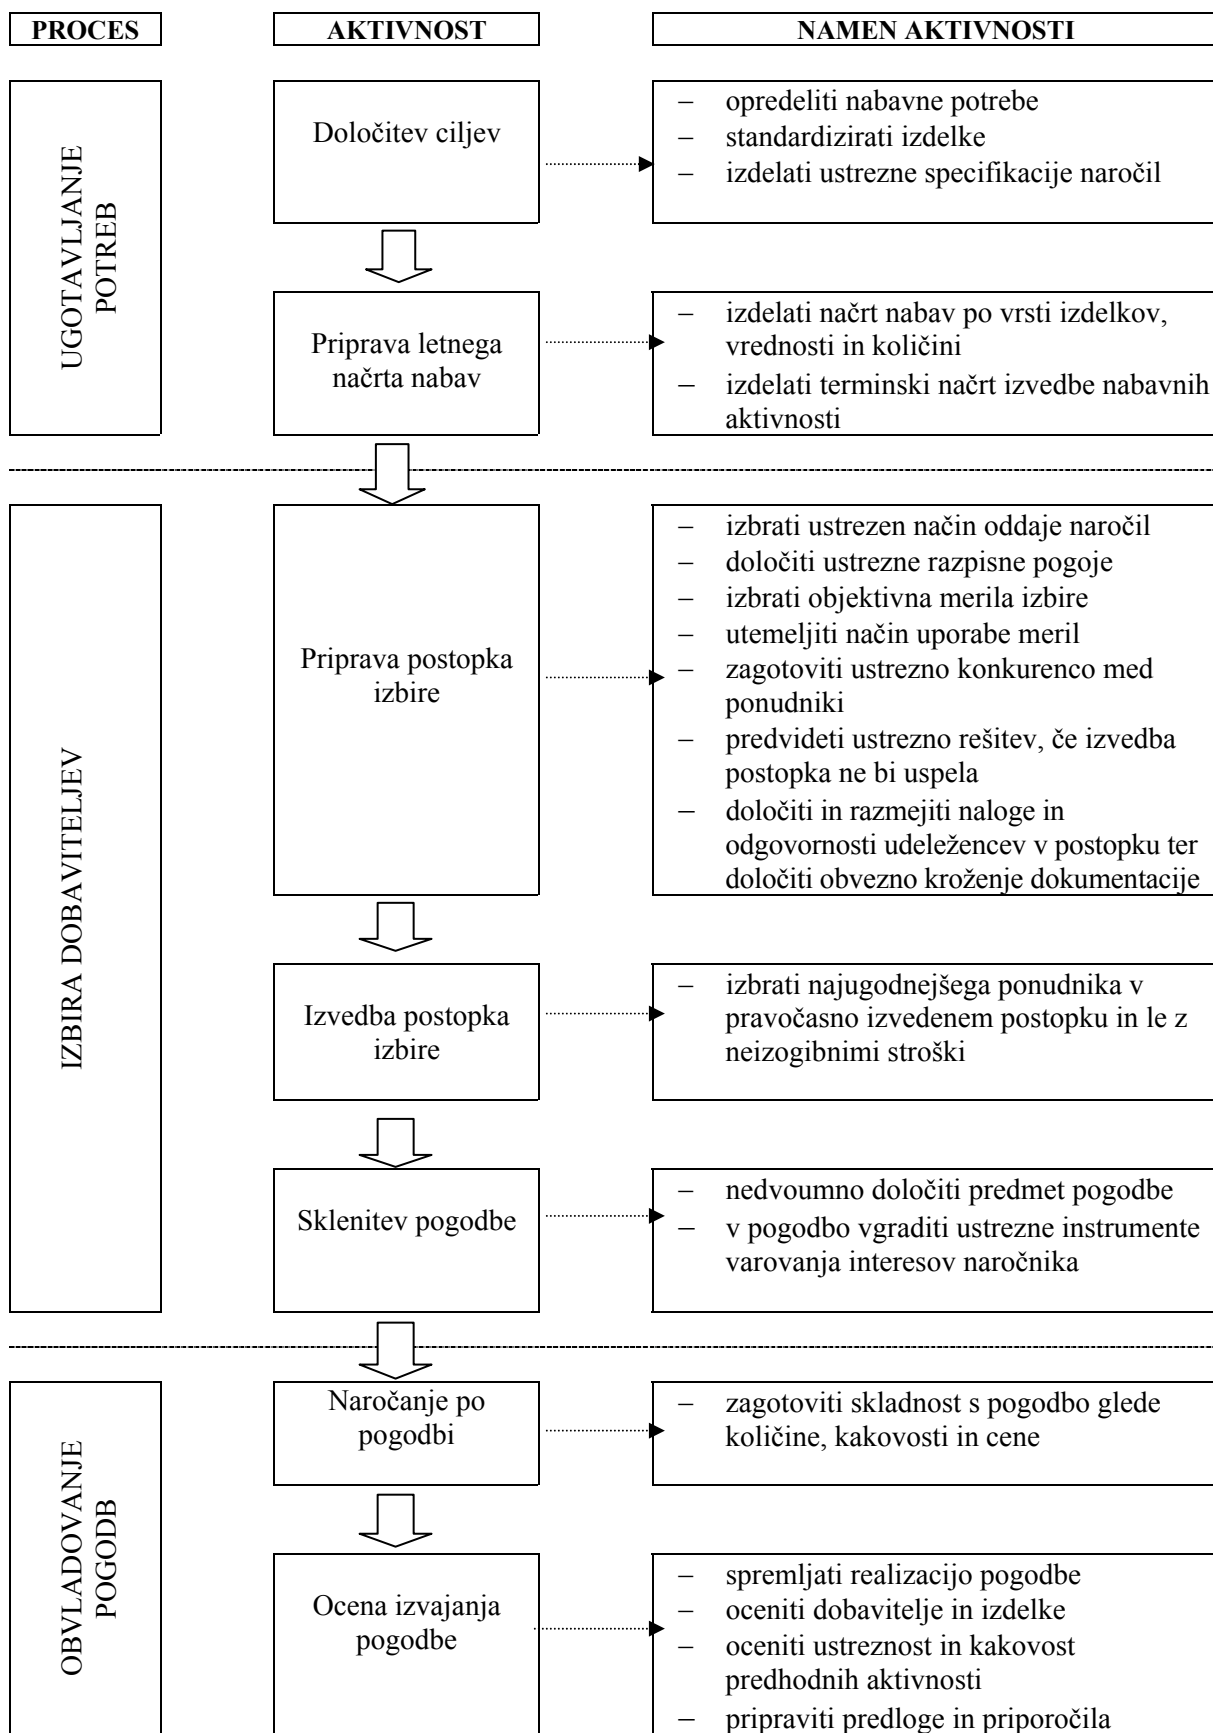 PROCES
AKTIVNOST
NAMEN AKTIVNOSTI
UGOTAVLJANJE
POTREB
Določitev ciljev
– opredeliti nabavne potrebe
– standardizirati izdelke
– izdelati ustrezne specifikacije naročil
Priprava letnega
načrta nabav
– izdelati načrt nabav po vrsti izdelkov,
vrednosti in količini
– izdelati terminski načrt izvedbe nabavnih
aktivnosti
IZBIRA DOBAVITELJEV
Priprava postopka
izbire
– izbrati ustrezen način oddaje naročil
– določiti ustrezne razpisne pogoje
– izbrati objektivna merila izbire
– utemeljiti način uporabe meril
– zagotoviti ustrezno konkurenco med
ponudniki
– predvideti ustrezno rešitev, če izvedba
postopka ne bi uspela
– določiti in razmejiti naloge in
odgovornosti udeležencev v postopku ter
določiti obvezno kroženje dokumentacije
Izvedba postopka
izbire
– izbrati najugodnejšega ponudnika v
pravočasno izvedenem postopku in le z
neizogibnimi stroški
Sklenitev pogodbe
– nedvoumno določiti predmet pogodbe
– v pogodbo vgraditi ustrezne instrumente
varovanja interesov naročnika
OBVLADOVANJE
POGODB
Naročanje po
pogodbi
– zagotoviti skladnost s pogodbo glede
količine, kakovosti in cene
Ocena izvajanja
pogodbe
– spremljati realizacijo pogodbe
– oceniti dobavitelje in izdelke
– oceniti ustreznost in kakovost
predhodnih aktivnosti
– pripraviti predloge in priporočila